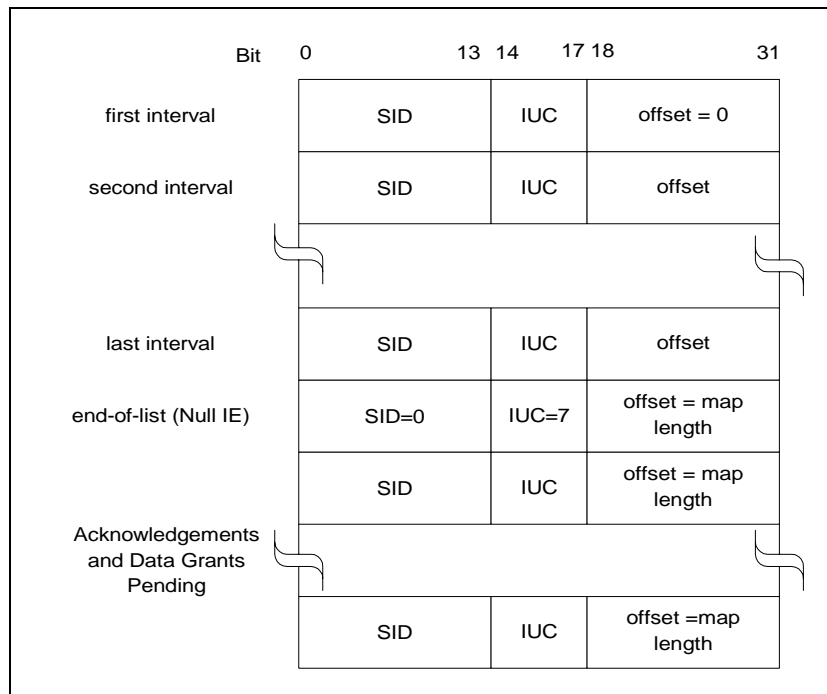 Bit 0 13 14 17 18 31
first interval SID IUC offset = 0
second interval SID IUC offset
last interval SID IUC offset
end-of-list (Null IE) SID=0 IUC=7 offset = map
length
SID IUC offset = map
length
Acknowledgements
and Data Grants
Pending
SID IUC offset =map
length